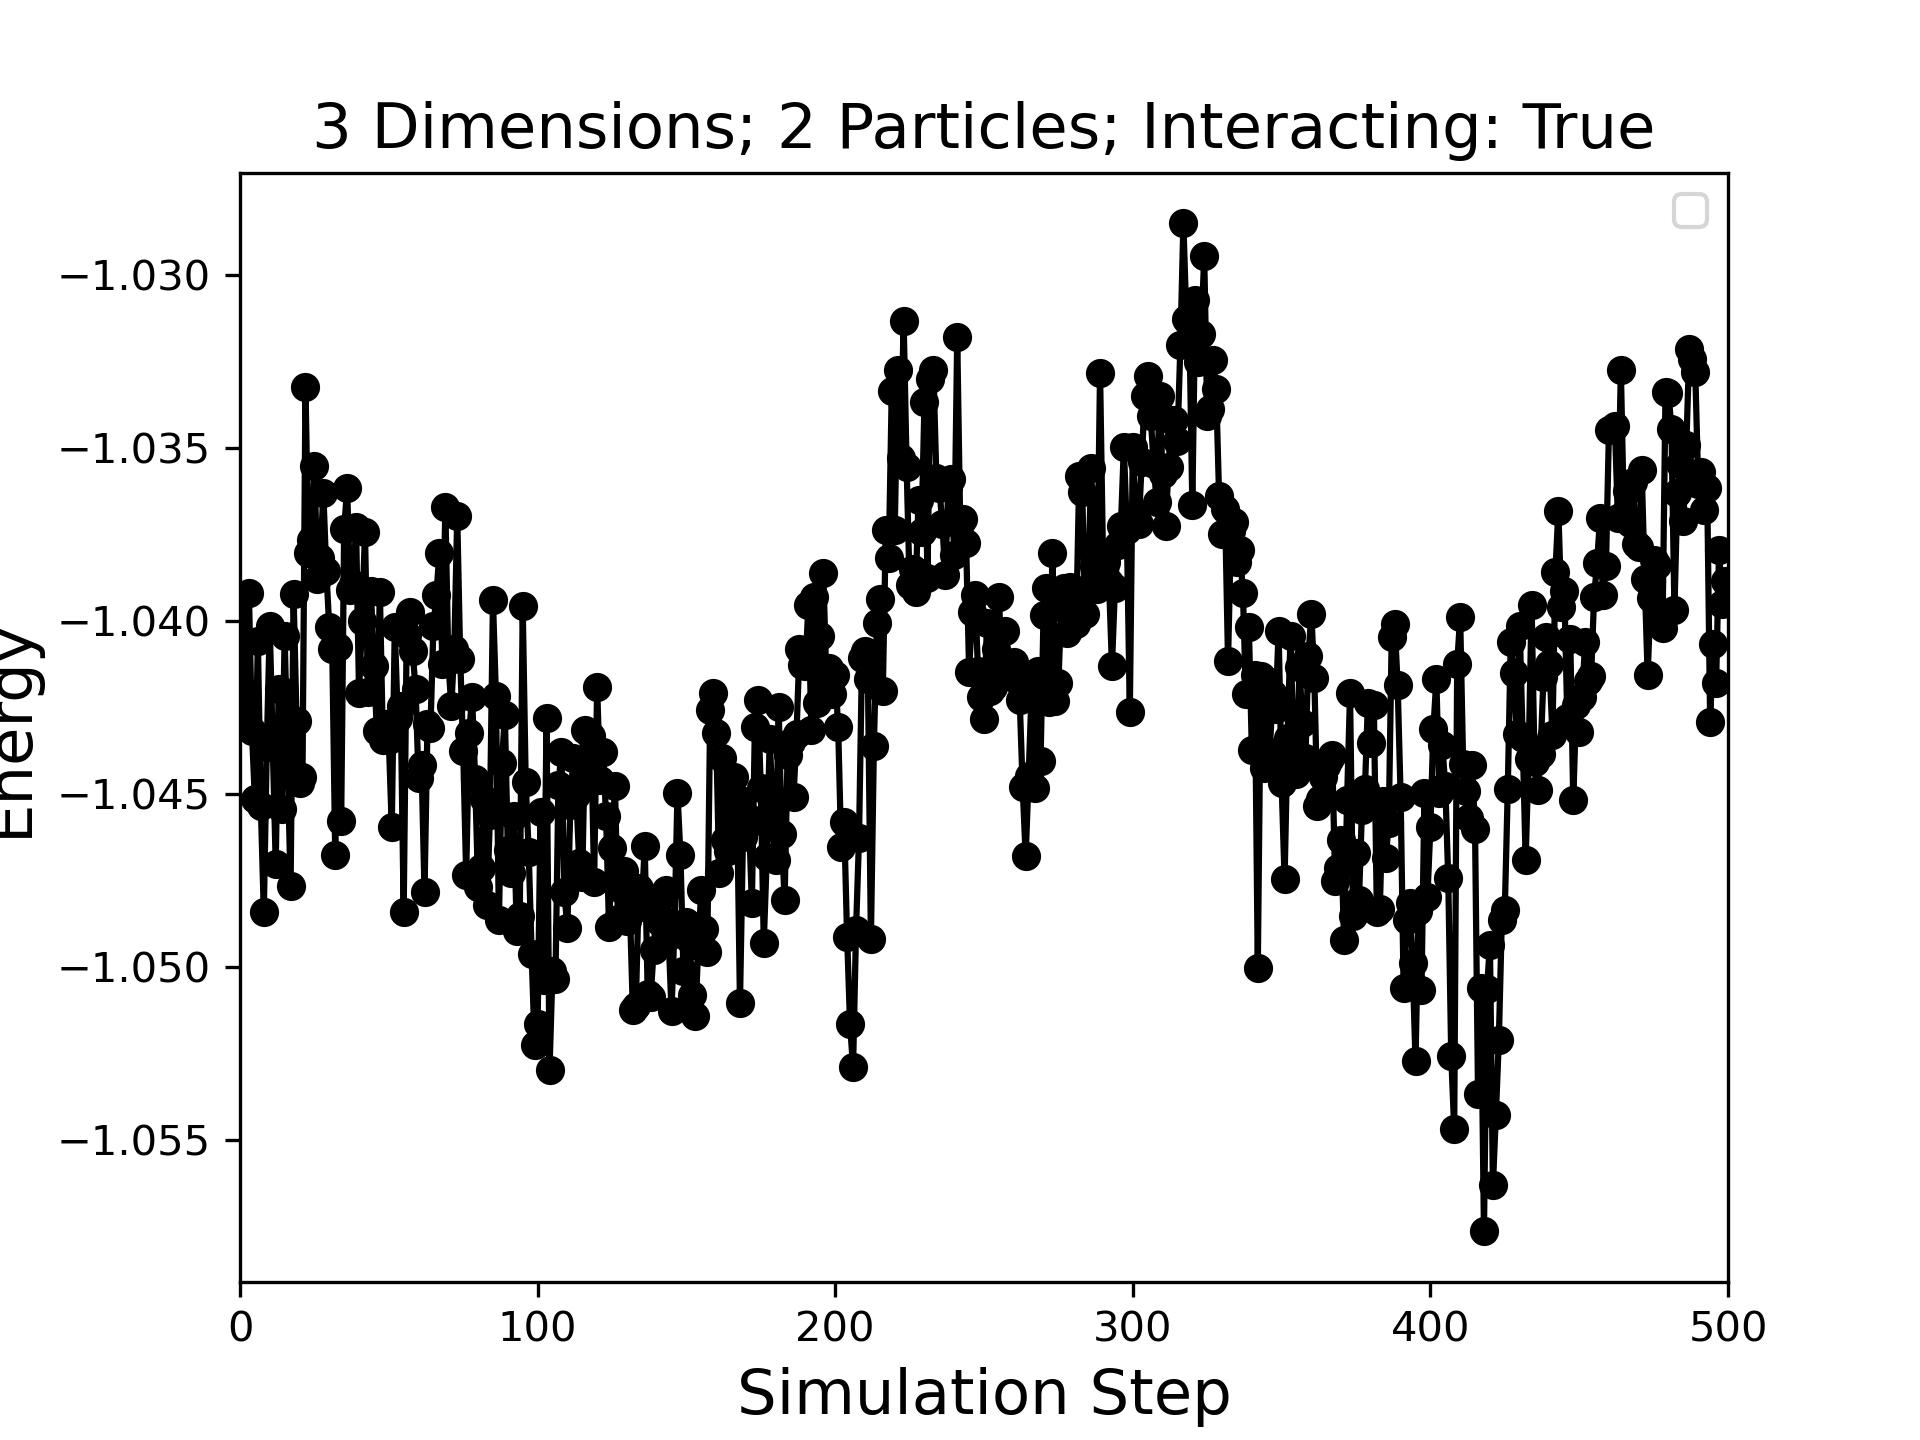 3 Dimensions; 2 Particles; Interacting: True
−1.030
−1.035
−1.040
−1.045
−1.050
−1.055
Energy
0 100 200 300 400 500
Simulation Step